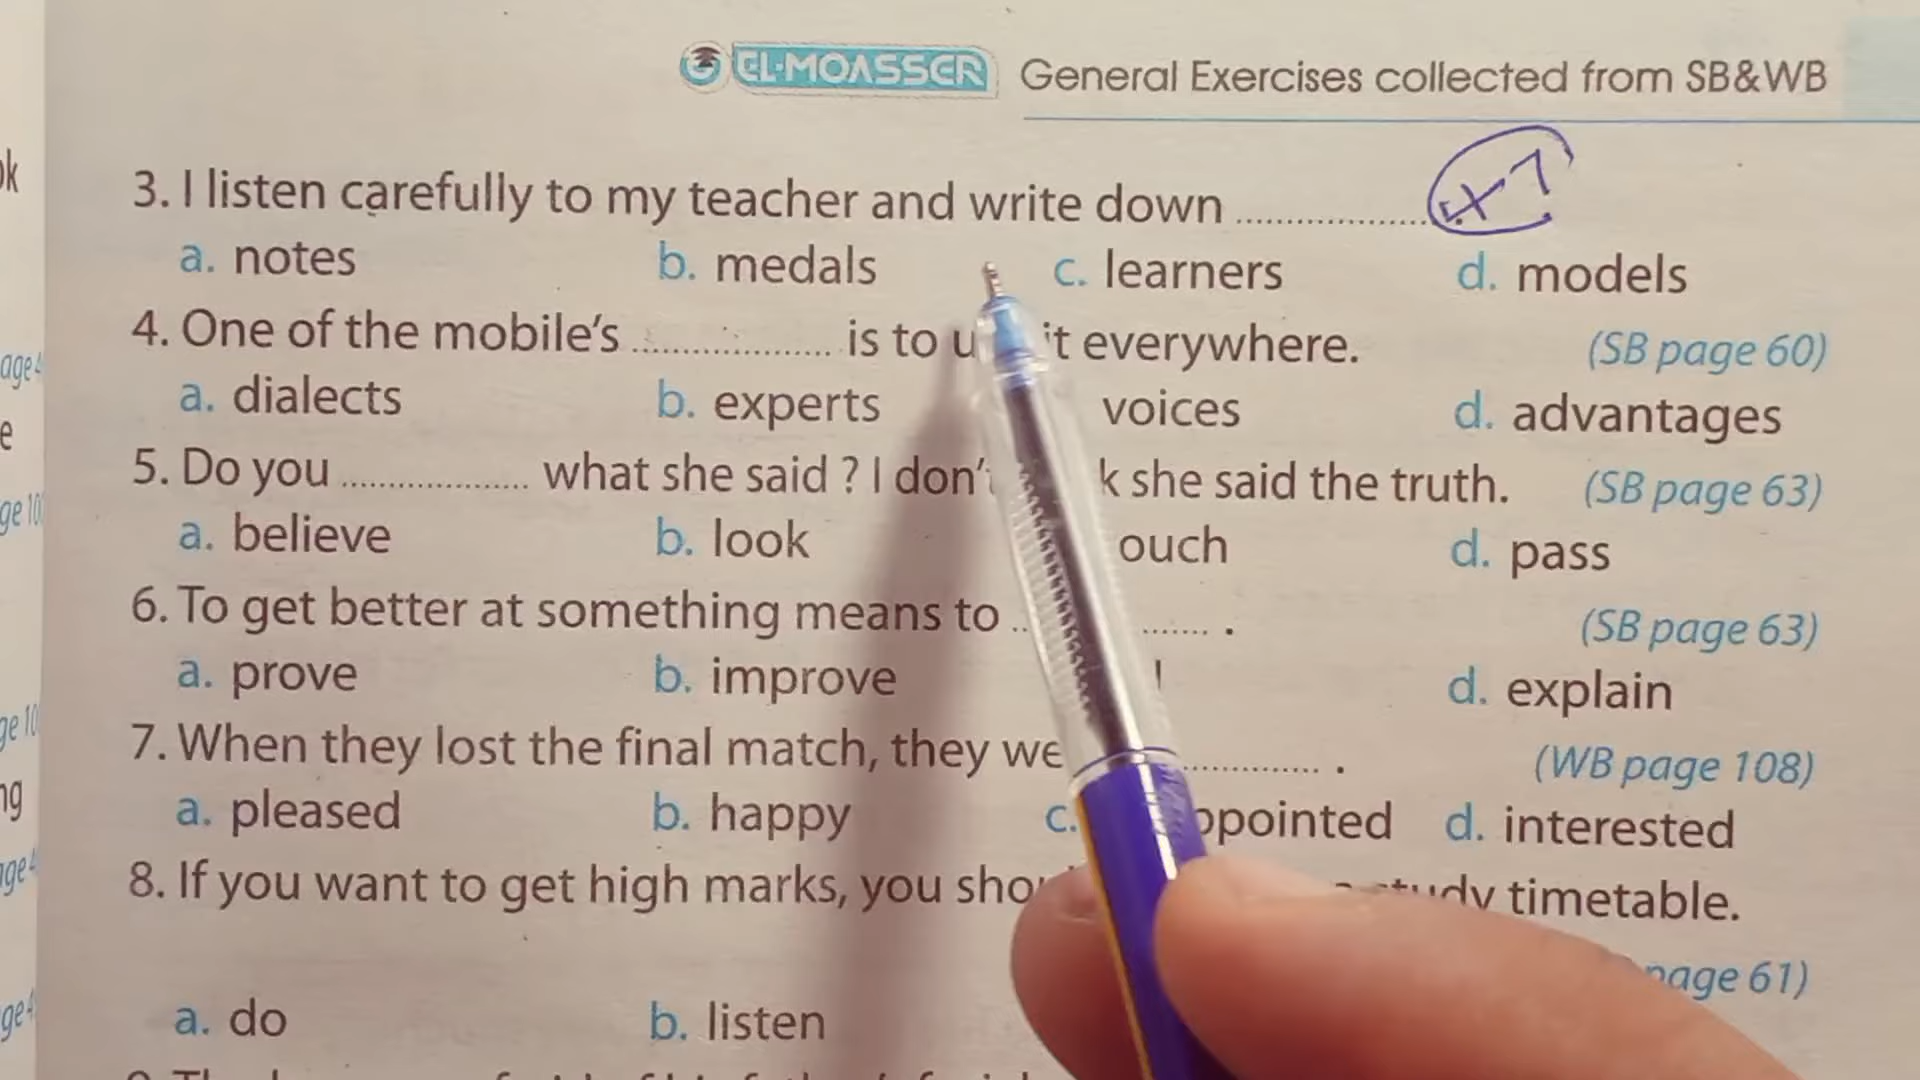 EL-MOASSER General Exercises collected from SB&WB
3. I listen carefully to my teacher and write down ....................
a. notes b. medals c. learners d. models
4. One of the mobile's .................... is to it everywhere. (SB page 60)
a. dialects b. experts voices d. advantages
5. Do you .................... what she said ? I don't she said the truth. (SB page 63)
a. believe b. look d. pass
6. To get better at something means to .................... . (SB page 63)
a. prove b. improve d. explain
7. When they lost the final match, they .................... . (WB page 108)
a. pleased b. happy c. d. interested
8. If you want to get high marks, you study timetable.
page 61)
a. do b. listen